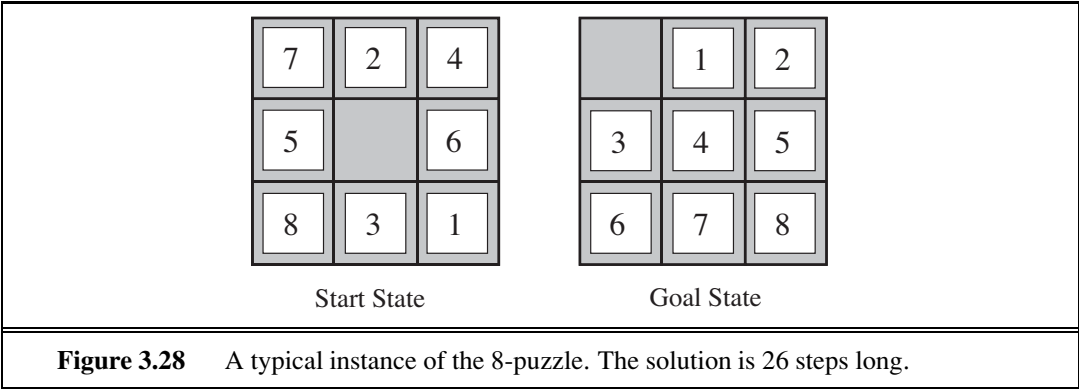 7 2 4
5 6
8 3 1
Start State
1 2
3 4 5
6 7 8
Goal State
Figure 3.28 A typical instance of the 8-puzzle. The solution is 26 steps long.